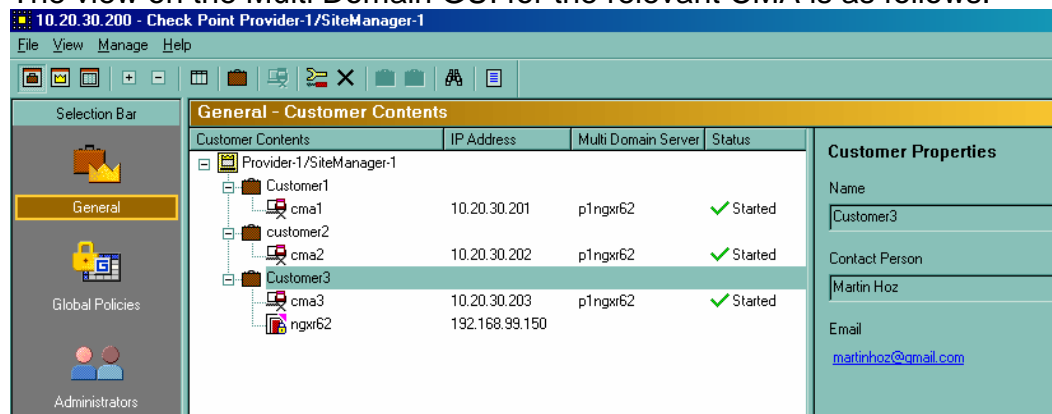 The view on the Multi Domain GUI for the relevant CMA is as follows:
10.20.30.200 - Check Point Provider-1/SiteManager-1
File View Manage Help
Selection Bar
General - Customer Contents
Customer Contents IP Address Multi Domain Server Status
Provider-1/SiteManager-1
Customer1
cma1 10.20.30.201 p1ngxr62 Started
customer2
cma2 10.20.30.202 p1ngxr62 Started
Customer3
cma3 10.20.30.203 p1ngxr62 Started
ngxr62 192.168.99.150
General
Global Policies
Administrators
Customer Properties
Name
Customer3
Contact Person
Martin Hoz
Email
martinhoz@gmail.com